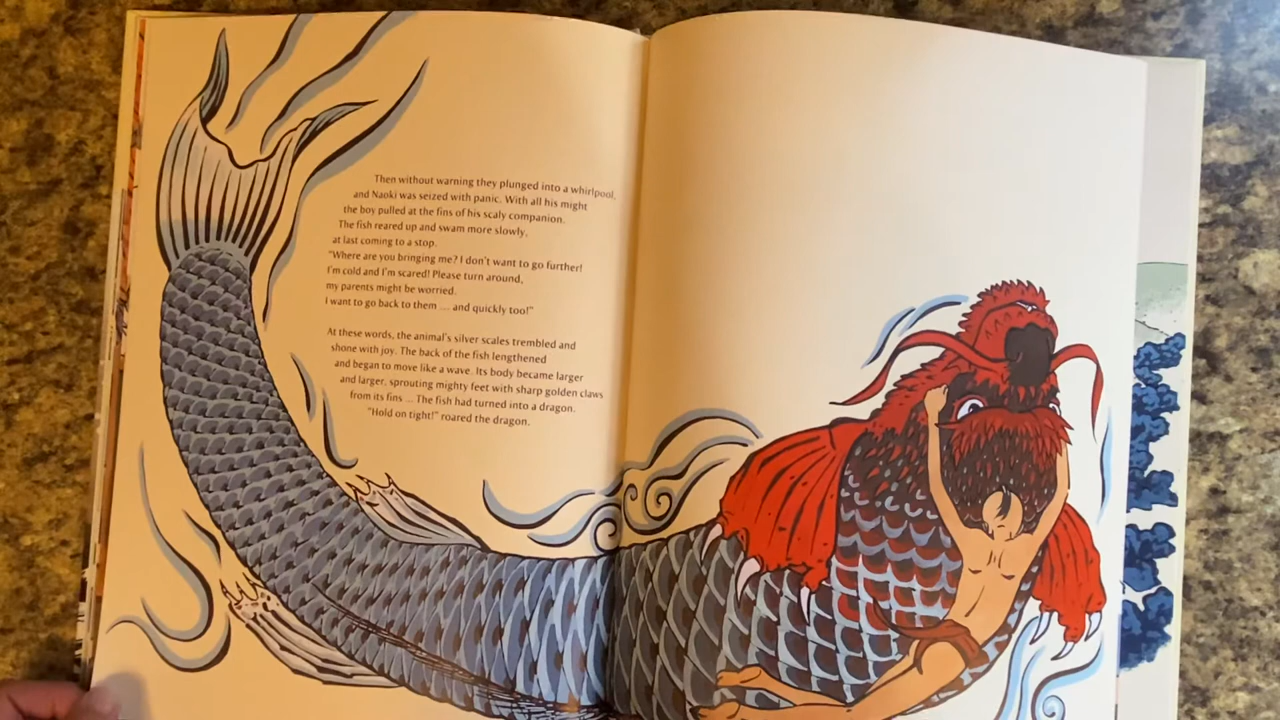 Then without warning they plunged into a whirlpool,
and Naoki was seized with panic. With all his might
the boy pulled at the fins of his scaly companion.
The fish reared up and swam more slowly,
at last coming to a stop.
"Where are you bringing me? I don't want to go further!
I'm cold and I'm scared! Please turn around,
my parents might be worried.
I want to go back to them ... and quickly too!"
At these words, the animal's silver scales trembled and
shone with joy. The back of the fish lengthened
and began to move like a wave. Its body became larger
and larger, sprouting mighty feet with sharp golden claws
from its fins ... The fish had turned into a dragon.
"Hold on tight!" roared the dragon.